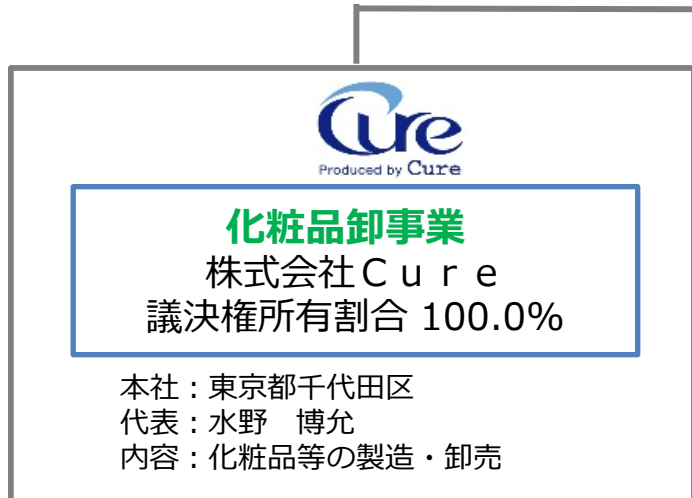 Cure
Produced by Cure
化粧品卸事業
株式会社Ｃｕｒｅ
議決権所有割合 100.0%
本社：東京都千代田区
代表：水野　博允
内容：化粧品等の製造・卸売